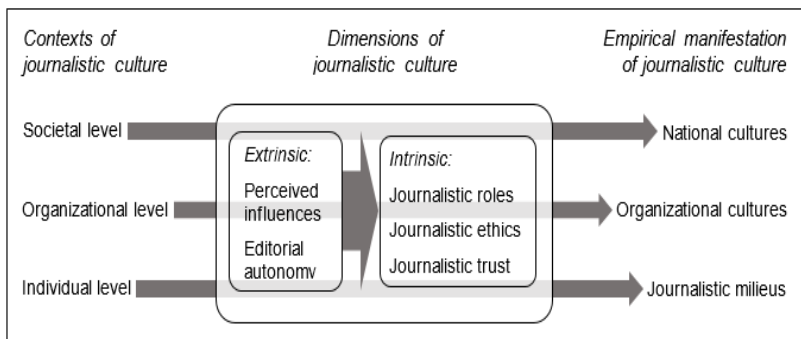 Contexts of
journalistic culture
Dimensions of
journalistic culture
Empirical manifestation
of journalistic culture
Societal level
National cultures
Extrinsic:
Perceived
influences
Editorial
autonomy
Intrinsic:
Journalistic roles
Journalistic ethics
Journalistic trust
Organizational level
Organizational cultures
Individual level
Journalistic milieus